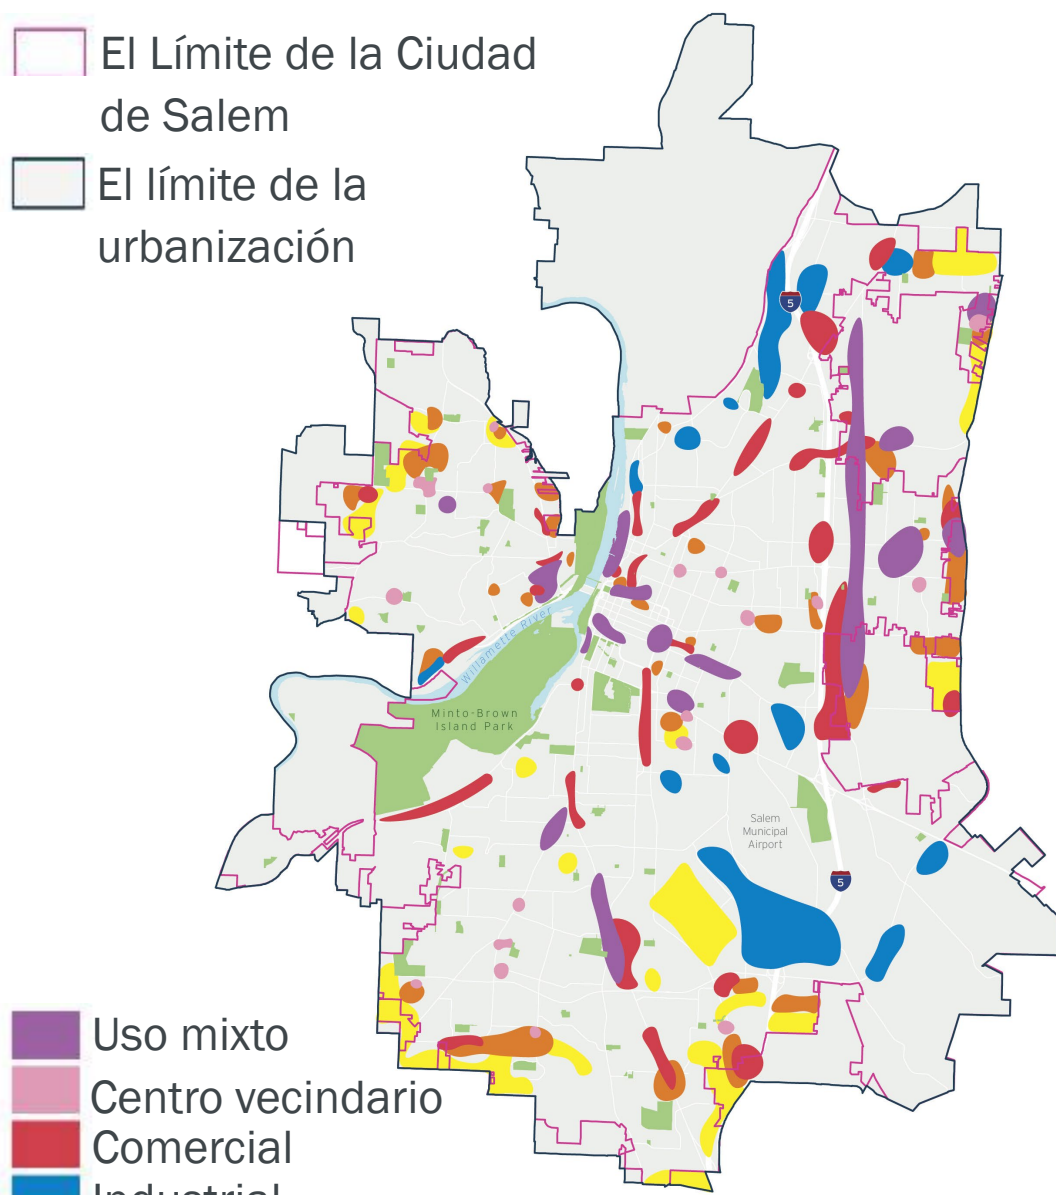 El Límite de la Ciudad
de Salem
El límite de la
urbanización
5
Willamette River
Minto-Brown
Island Park
Salem
Municipal
Airport
5
Uso mixto
Centro vecindario
Comercial
Industrial